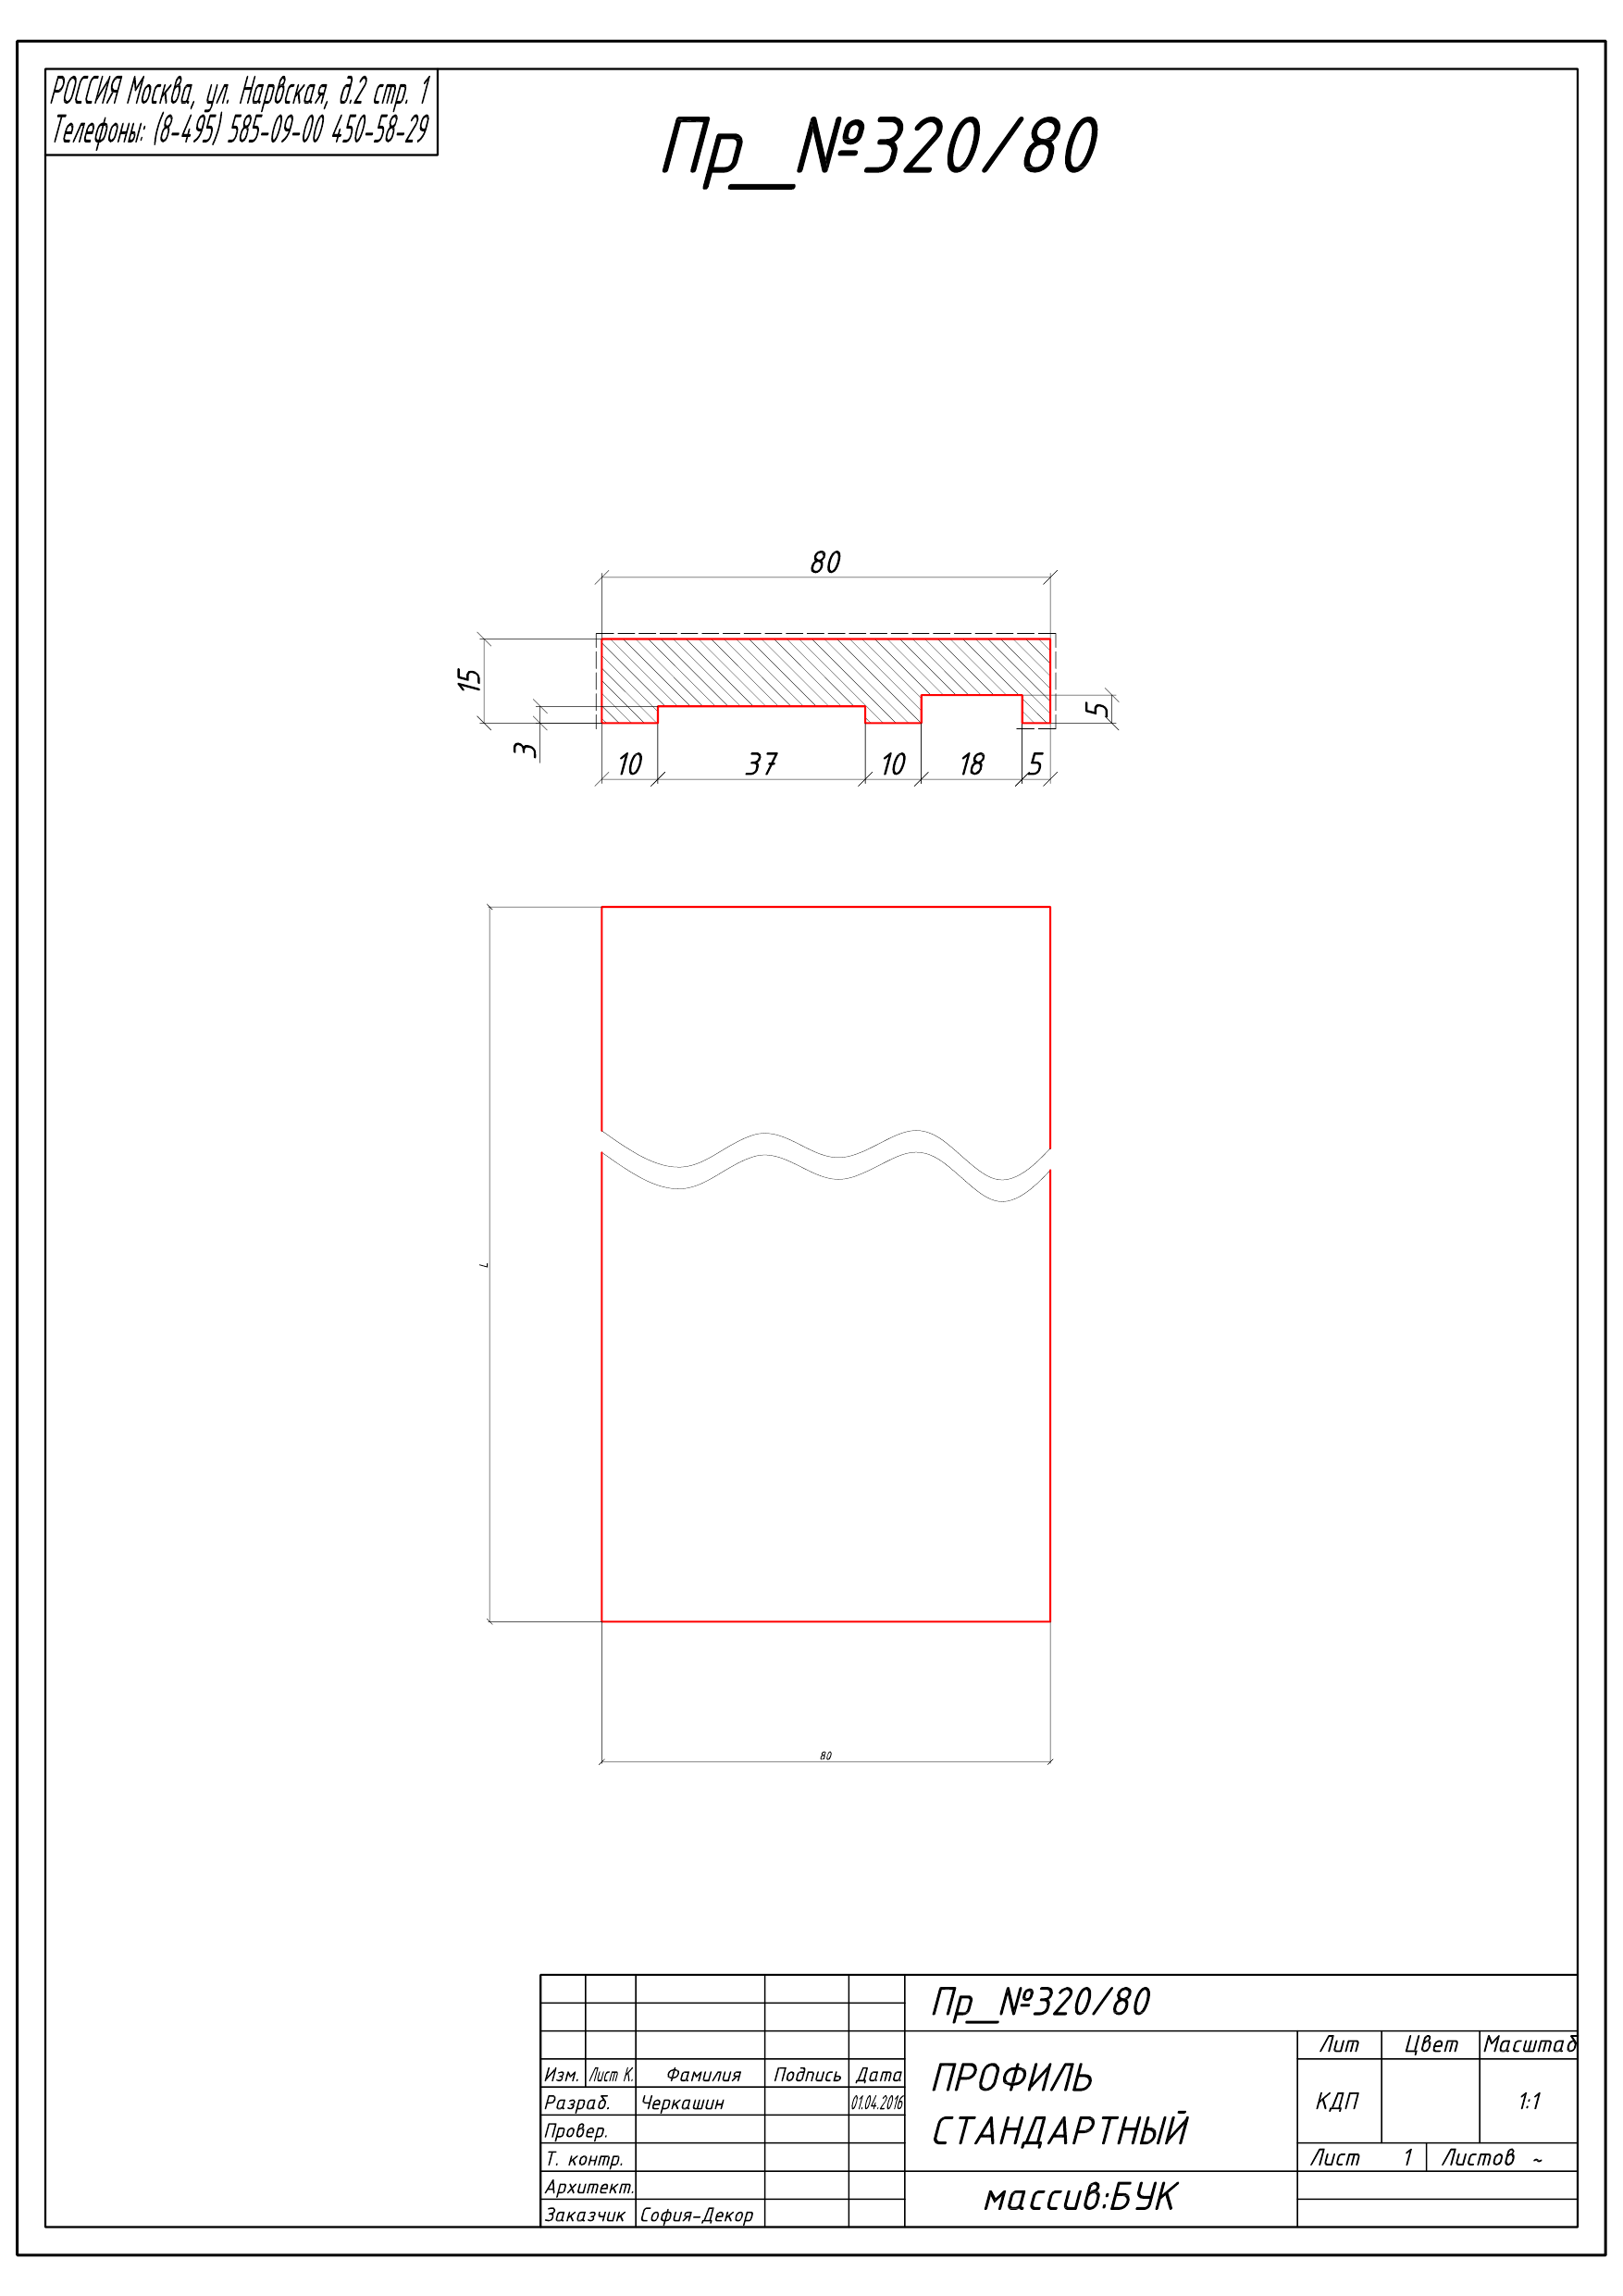 РОССИЯ Москва, ул. Нарвская, д.2 стр. 1
Телефоны: (8-495) 585-09-00 450-58-29
Пр__№320/80
80
15
3
5
10 37 10 18 5
L
80
Пр__№320/80
Лит Цвет Масштаб
Изм. Лист К. Фамилия Подпись Дата
ПРОФИЛЬ
СТАНДАРТНЫЙ
Разраб. Черкашин 01.04.2016
КДП 1:1
Провер.
Т. контр.
Лист 1 Листов ~
Архитект.
массив:БУК
Заказчик София-Декор